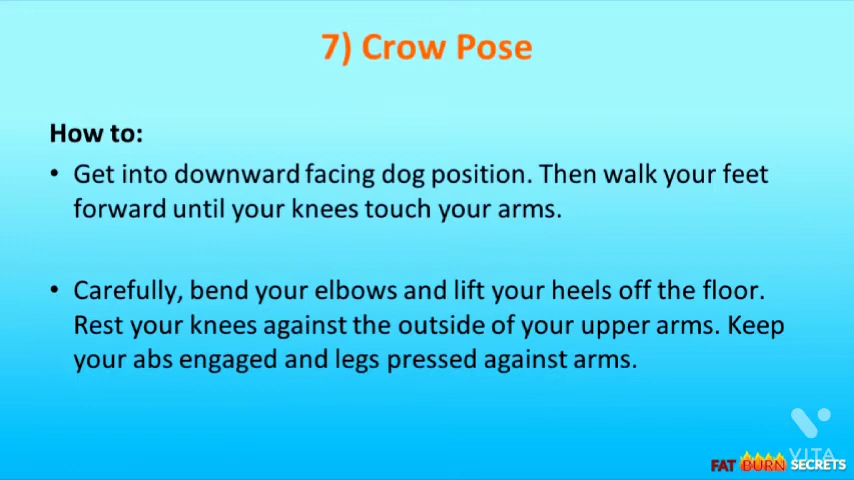 7) Crow Pose
How to:
• Get into downward facing dog position. Then walk your feet
forward until your knees touch your arms.
• Carefully, bend your elbows and lift your heels off the floor.
Rest your knees against the outside of your upper arms. Keep
your abs engaged and legs pressed against arms.
VITA
FAT BURN SECRETS